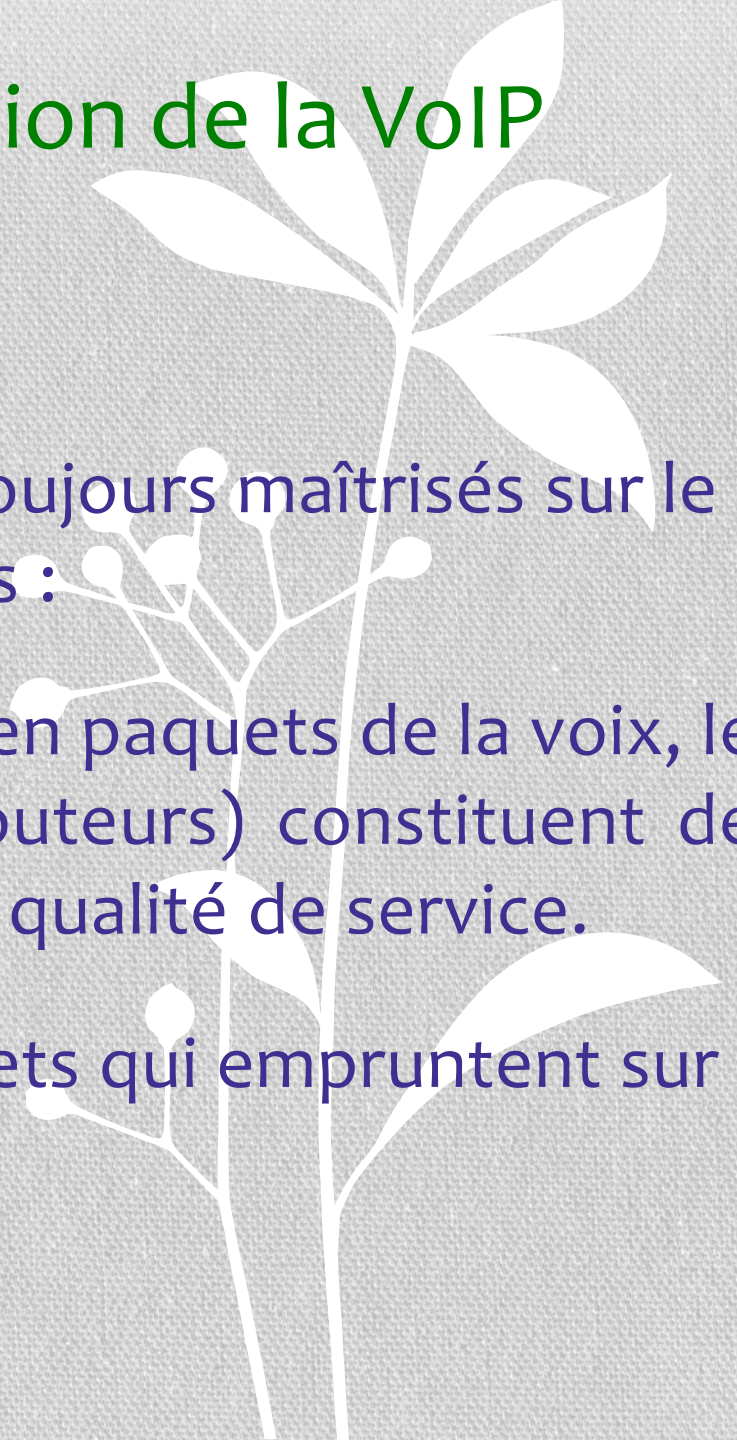 ion de la VoIP
oujours maîtrisés sur le
s :
en paquets de la voix, le
outeurs) constituent de
qualité de service.
ets qui empruntent sur